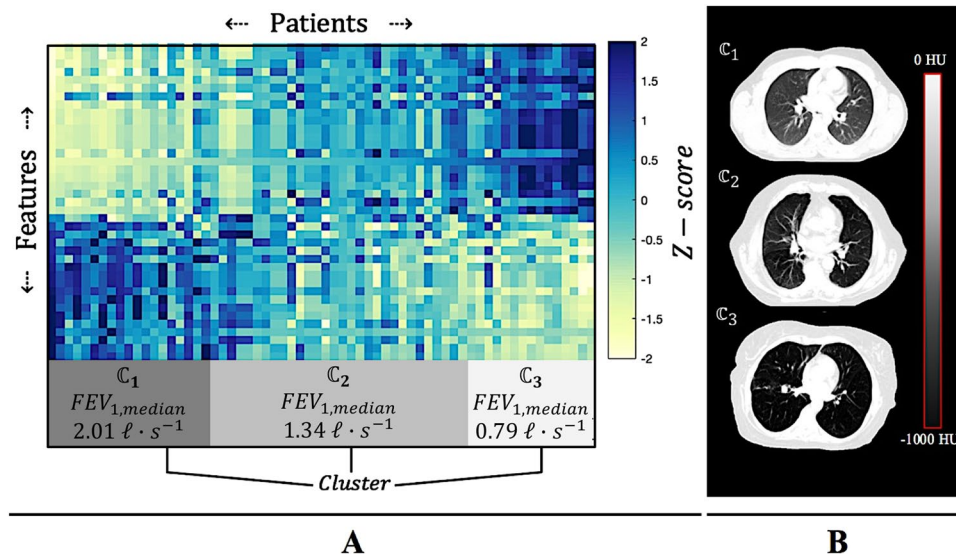 ⇠ Patients ⇢
⇠ Features ⇢
2
1.5
1
0.5
0
-0.5
-1
-1.5
-2
Z − score
ℂ₁
FEV₁,median
2.01 ℓ · s⁻¹
ℂ₂
FEV₁,median
1.34 ℓ · s⁻¹
ℂ₃
FEV₁,median
0.79 ℓ · s⁻¹
Cluster
A
ℂ₁
ℂ₂
ℂ₃
0 HU
-1000 HU
B